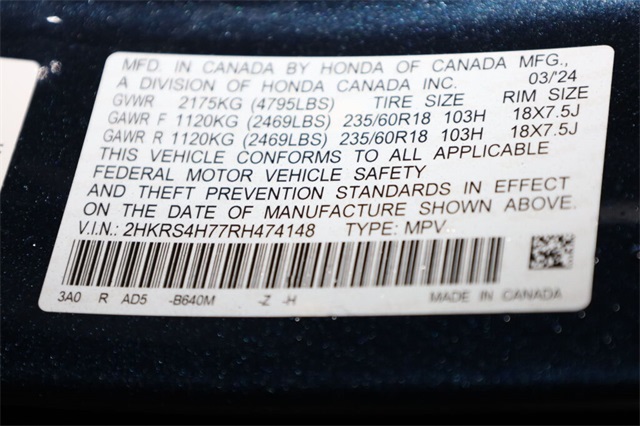 MFD. IN CANADA BY HONDA OF CANADA MFG.,
A DIVISION OF HONDA CANADA INC. 03/'24
GVWR 2175KG (4795LBS) TIRE SIZE RIM SIZE
GAWR F 1120KG (2469LBS) 235/60R18 103H 18X7.5J
GAWR R 1120KG (2469LBS) 235/60R18 103H 18X7.5J
THIS VEHICLE CONFORMS TO ALL APPLICABLE
FEDERAL MOTOR VEHICLE SAFETY
AND THEFT PREVENTION STANDARDS IN EFFECT
ON THE DATE OF MANUFACTURE SHOWN ABOVE.
V.I.N.: 2HKRS4H77RH474148 TYPE: MPV
3A0 R AD5 -B640M -Z -H MADE IN CANADA